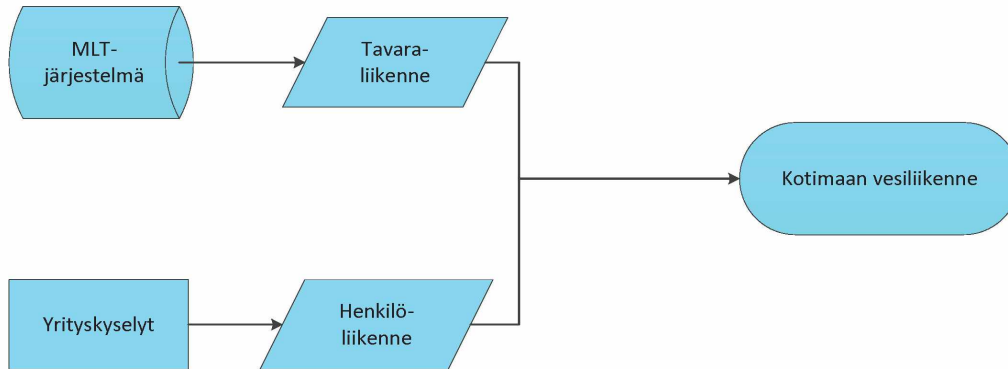 MLT-
järjestelmä
Tavara-
liikenne
Kotimaan vesiliikenne
Yrityskyselyt
Henkilö-
liikenne